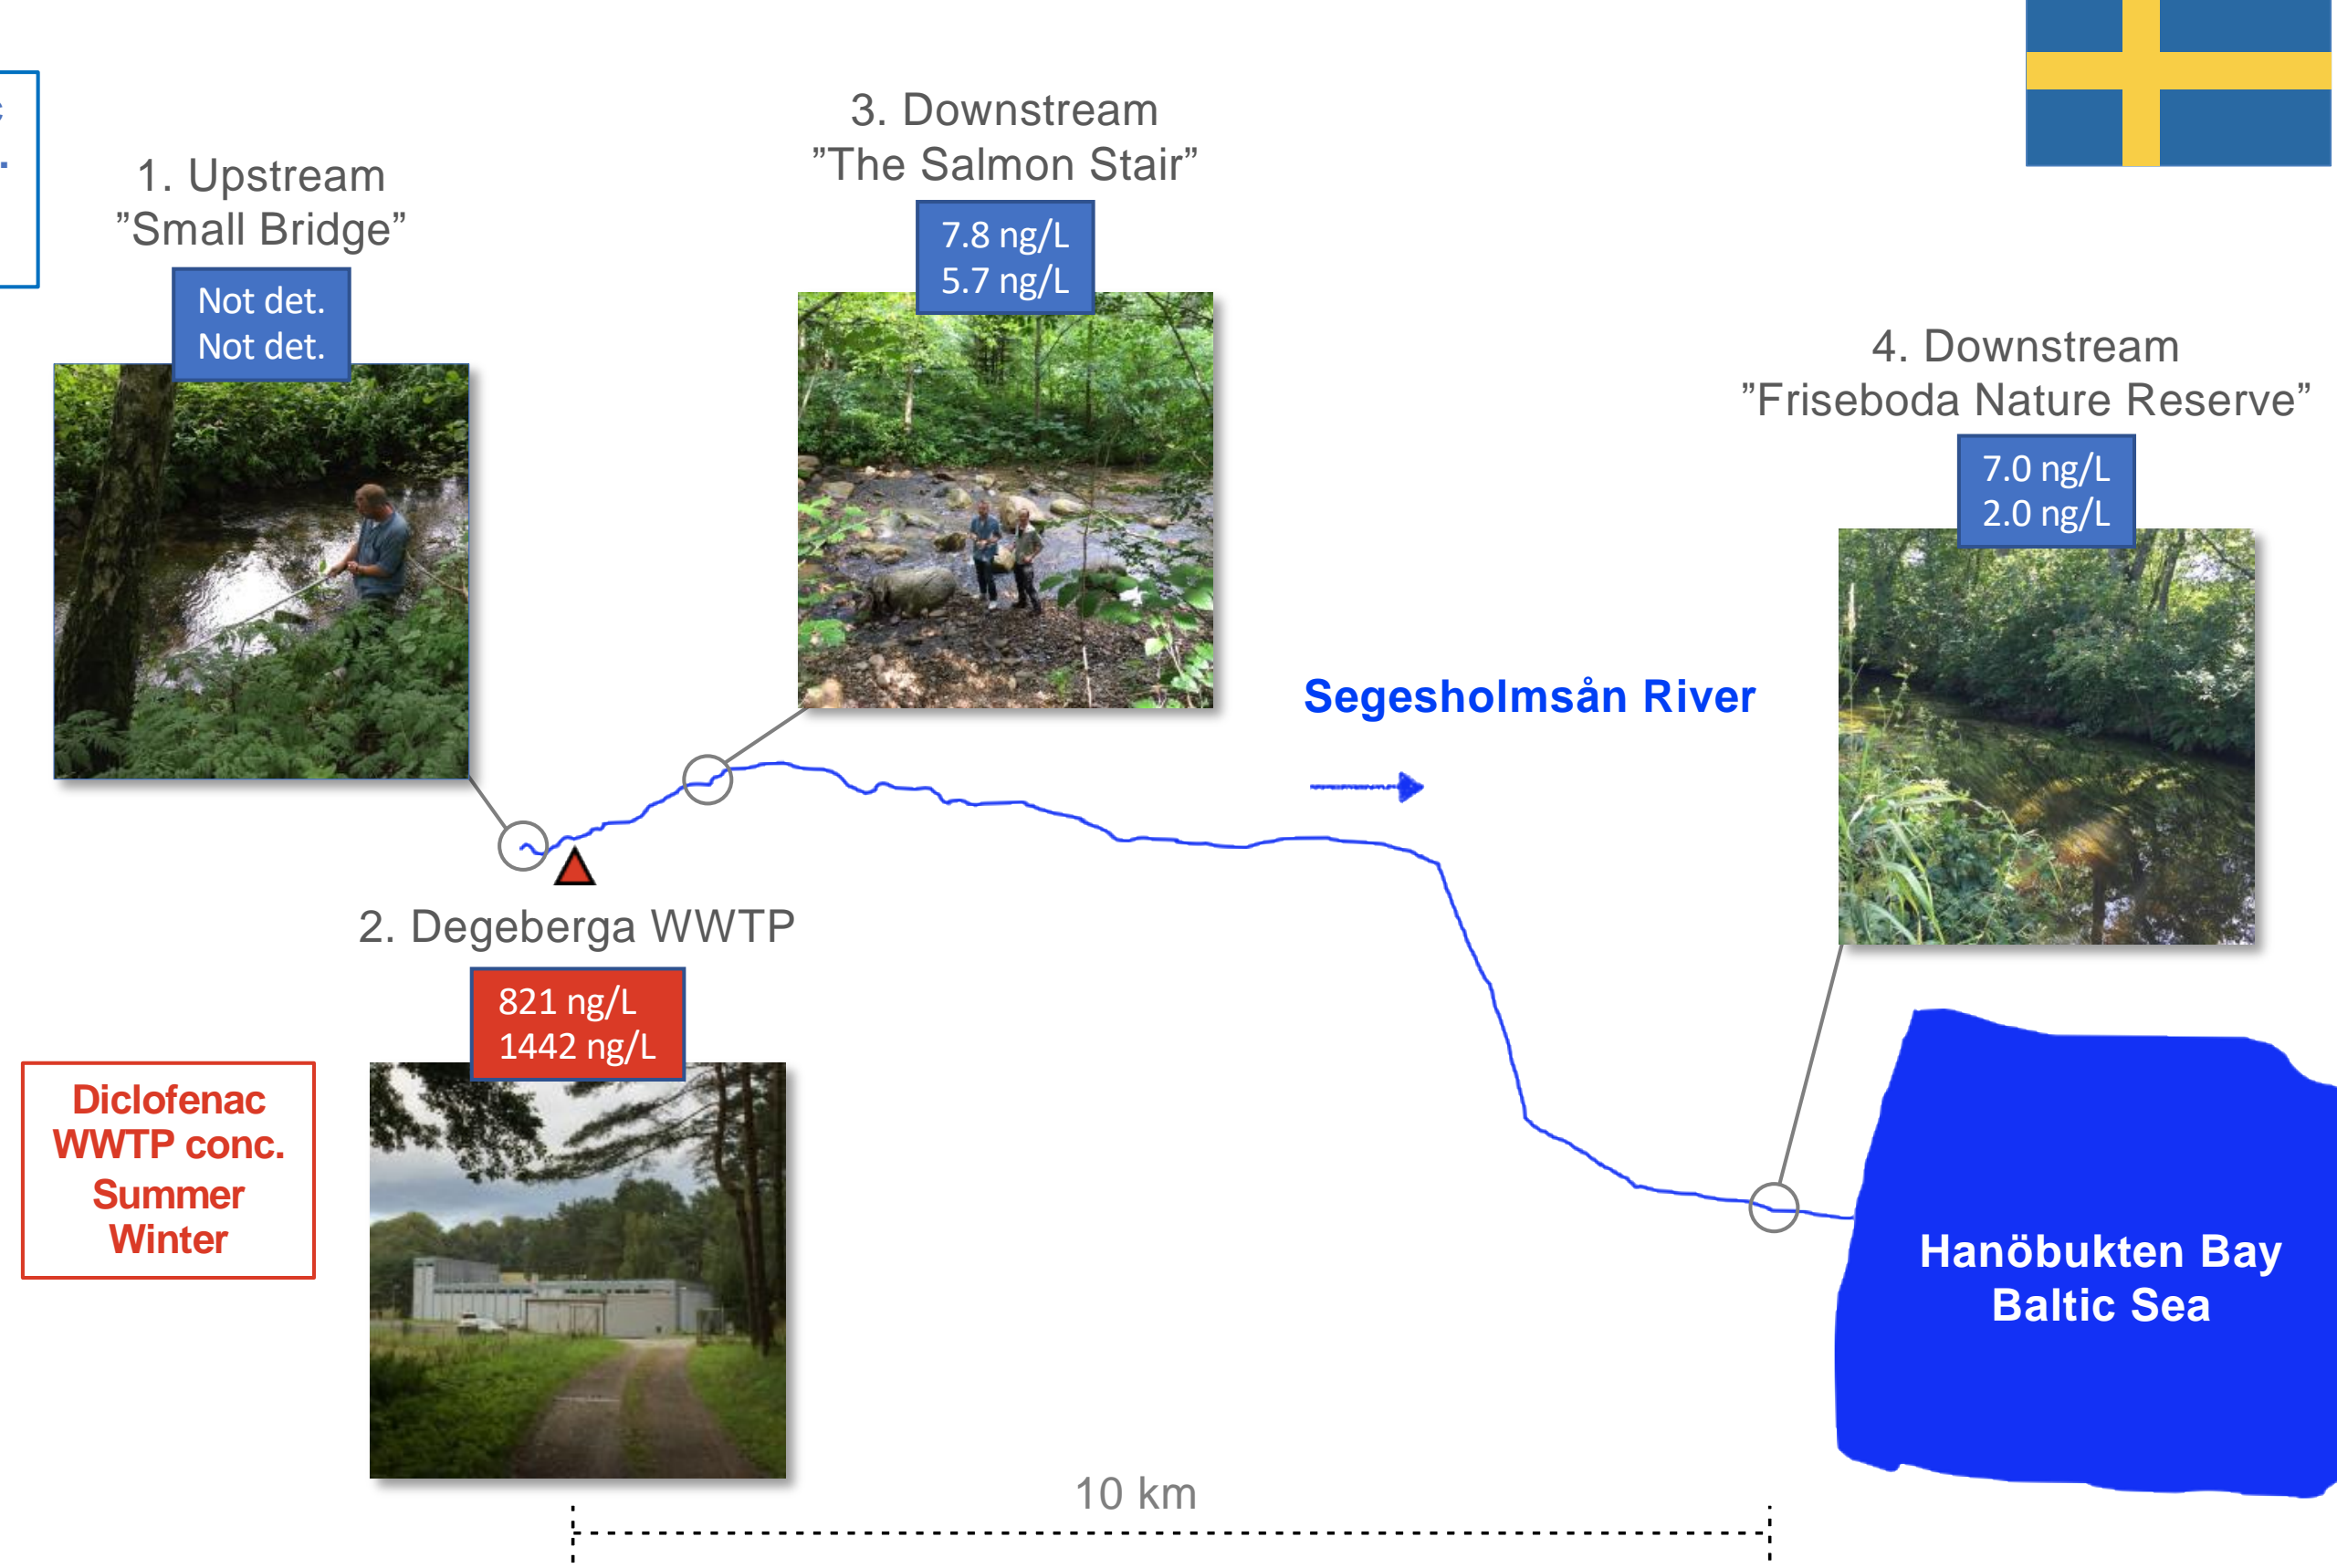 1. Upstream
”Small Bridge”
Not det.
Not det.
3. Downstream
”The Salmon Stair”
7.8 ng/L
5.7 ng/L
4. Downstream
”Friseboda Nature Reserve”
7.0 ng/L
2.0 ng/L
Segesholmsån River
2. Degeberga WWTP
821 ng/L
1442 ng/L
Diclofenac
WWTP conc.
Summer
Winter
Hanöbukten Bay
Baltic Sea
10 km